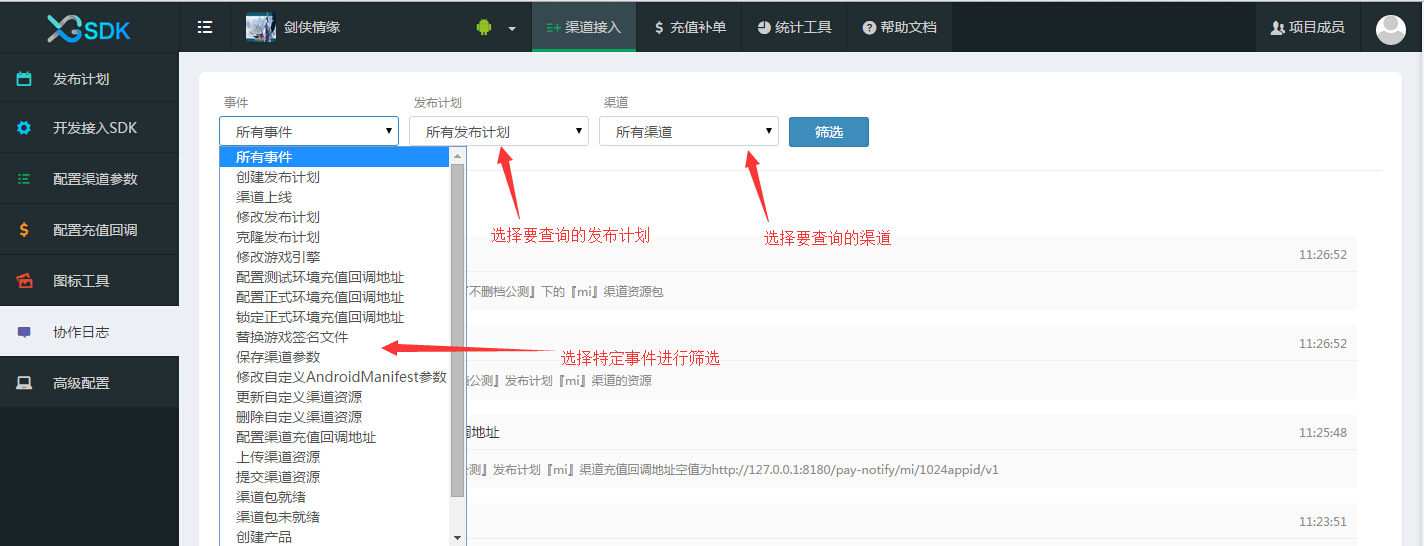 XGSDK
剑侠情缘
渠道接入
$ 充值补单
统计工具
帮助文档
项目成员
发布计划
开发接入SDK
配置渠道参数
$ 配置充值回调
图标工具
协作日志
高级配置
事件
发布计划
渠道
所有事件
所有发布计划
所有渠道
筛选
所有事件
创建发布计划
渠道上线
修改发布计划
克隆发布计划
修改游戏引擎
配置测试环境充值回调地址
配置正式环境充值回调地址
锁定正式环境充值回调地址
替换游戏签名文件
保存渠道参数
修改自定义AndroidManifest参数
更新自定义渠道资源
删除自定义渠道资源
配置渠道充值回调地址
上传渠道资源
提交渠道资源
渠道包就绪
渠道包未就绪
创建产品
选择要查询的发布计划
选择要查询的渠道
选择特定事件进行筛选
11:26:52
不删档公测』下的『mi』渠道资源包
11:26:52
公测』发布计划『mi』渠道的资源
调地址
11:25:48
测』发布计划『mi』渠道充值回调地址空值为http://127.0.0.1:8180/pay-notify/mi/1024appid/v1
11:23:51